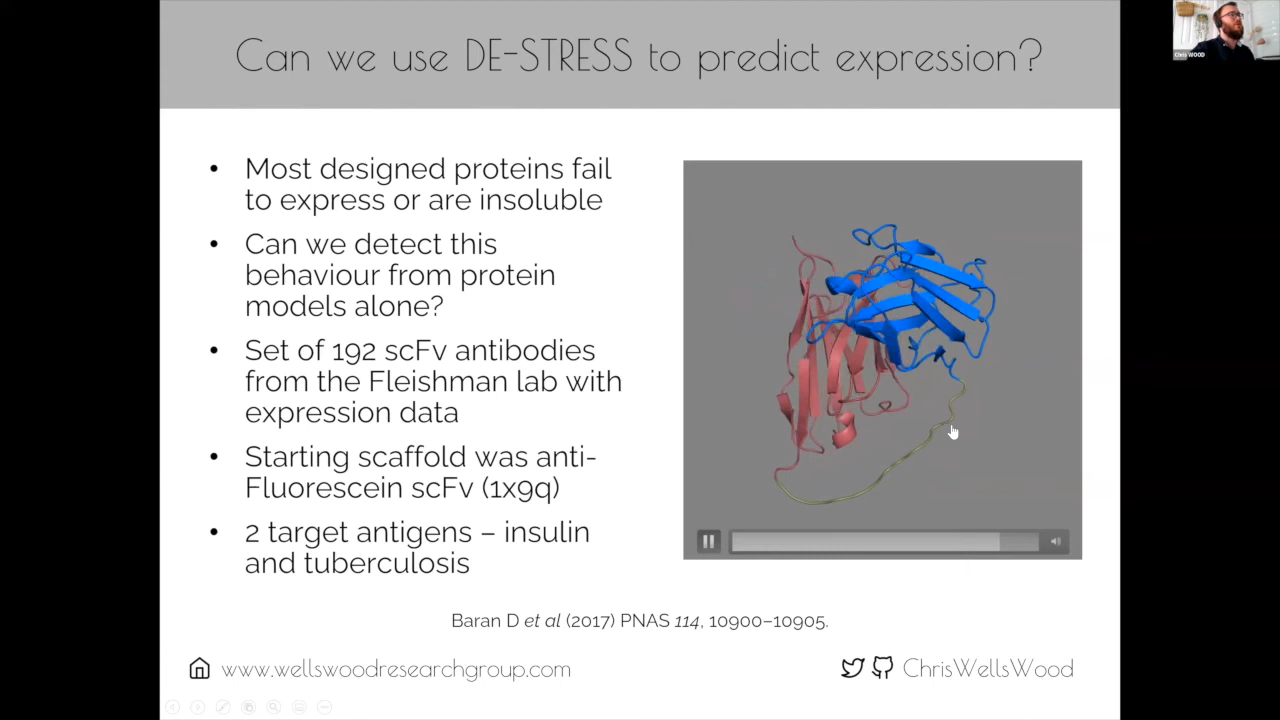 Can we use DE-STRESS to predict expression?
Chris WOOD
• Most designed proteins fail
to express or are insoluble
• Can we detect this
behaviour from protein
models alone?
• Set of 192 scFv antibodies
from the Fleishman lab with
expression data
• Starting scaffold was anti-
Fluorescein scFv (1x9q)
• 2 target antigens – insulin
and tuberculosis
Baran D et al (2017) PNAS 114, 10900–10905.
www.wellswoodresearchgroup.com
ChrisWellsWood